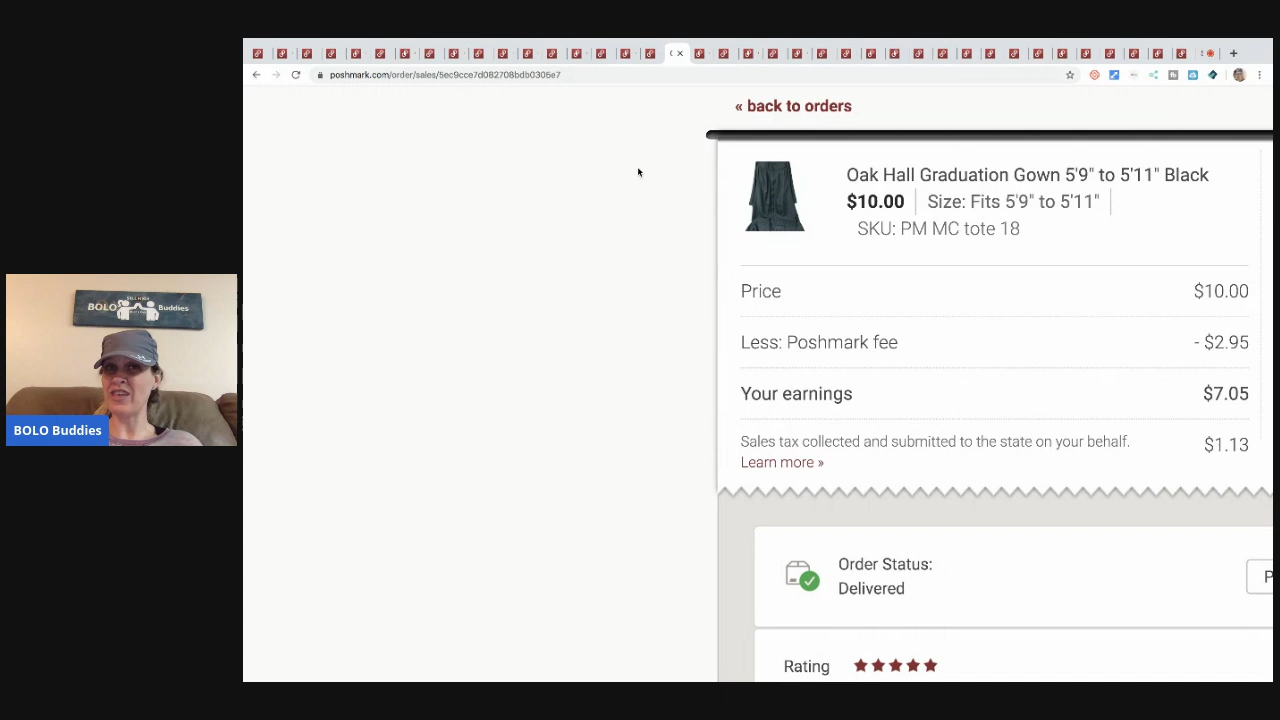 poshmark.com/order/sales/5ec9cce7d082708bdb0305e7
« back to orders
Oak Hall Graduation Gown 5'9" to 5'11" Black
$10.00 Size: Fits 5'9" to 5'11"
SKU: PM MC tote 18
Price $10.00
Less: Poshmark fee - $2.95
Your earnings $7.05
Sales tax collected and submitted to the state on your behalf. $1.13
Learn more »
Order Status:
Delivered
Rating
BOLO Buddies
BOLO Buddies